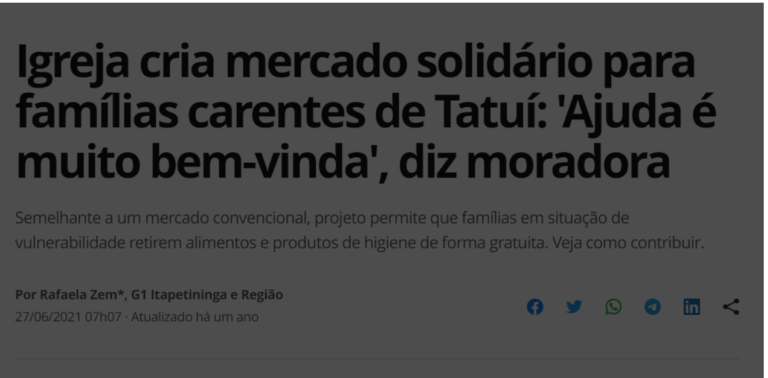 Igreja cria mercado solidário para
famílias carentes de Tatuí: 'Ajuda é
muito bem-vinda', diz moradora
Semelhante a um mercado convencional, projeto permite que famílias em situação de
vulnerabilidade retirem alimentos e produtos de higiene de forma gratuita. Veja como contribuir.
Por Rafaela Zem*, G1 Itapetininga e Região
27/06/2021 07h07 · Atualizado há um ano